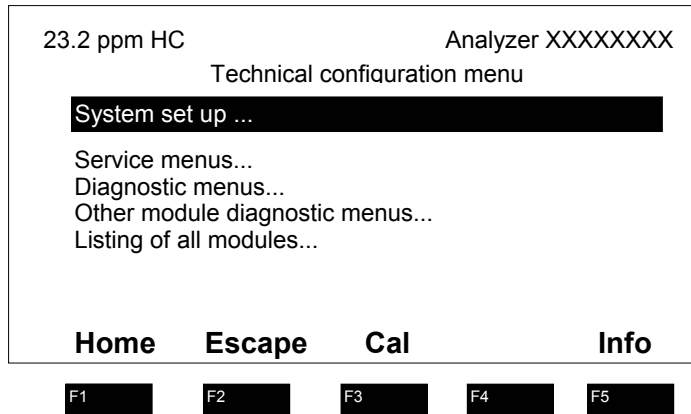 23.2 ppm HC Analyzer XXXXXXXX
Technical configuration menu
System set up ...
Service menus...
Diagnostic menus...
Other module diagnostic menus...
Listing of all modules...
Home Escape Cal Info
F1 F2 F3 F4 F5